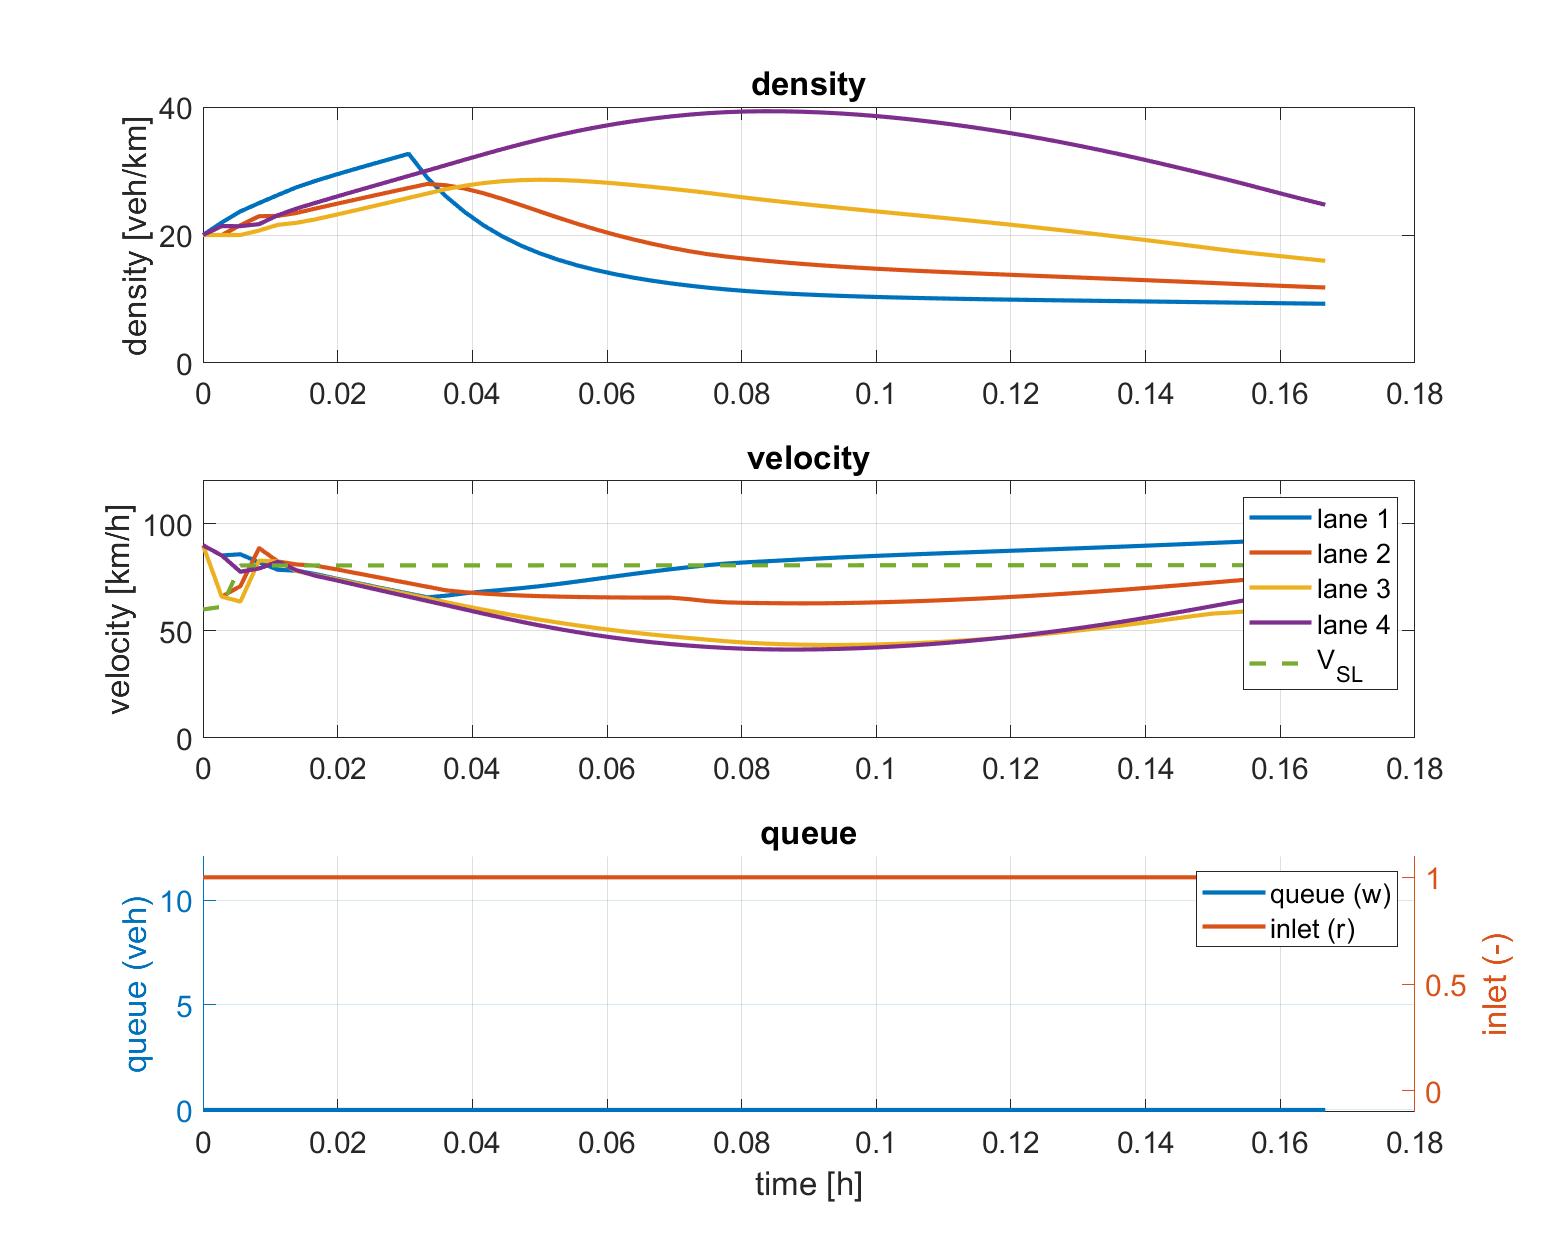 density
density [veh/km]
40
20
0
0 0.02 0.04 0.06 0.08 0.1 0.12 0.14 0.16 0.18
velocity
velocity [km/h]
100
50
0
lane 1
lane 2
lane 3
lane 4
V_SL
0 0.02 0.04 0.06 0.08 0.1 0.12 0.14 0.16 0.18
queue
queue (veh)
10
5
0
queue (w)
inlet (r)
1
0.5
0
inlet (-)
0 0.02 0.04 0.06 0.08 0.1 0.12 0.14 0.16 0.18
time [h]